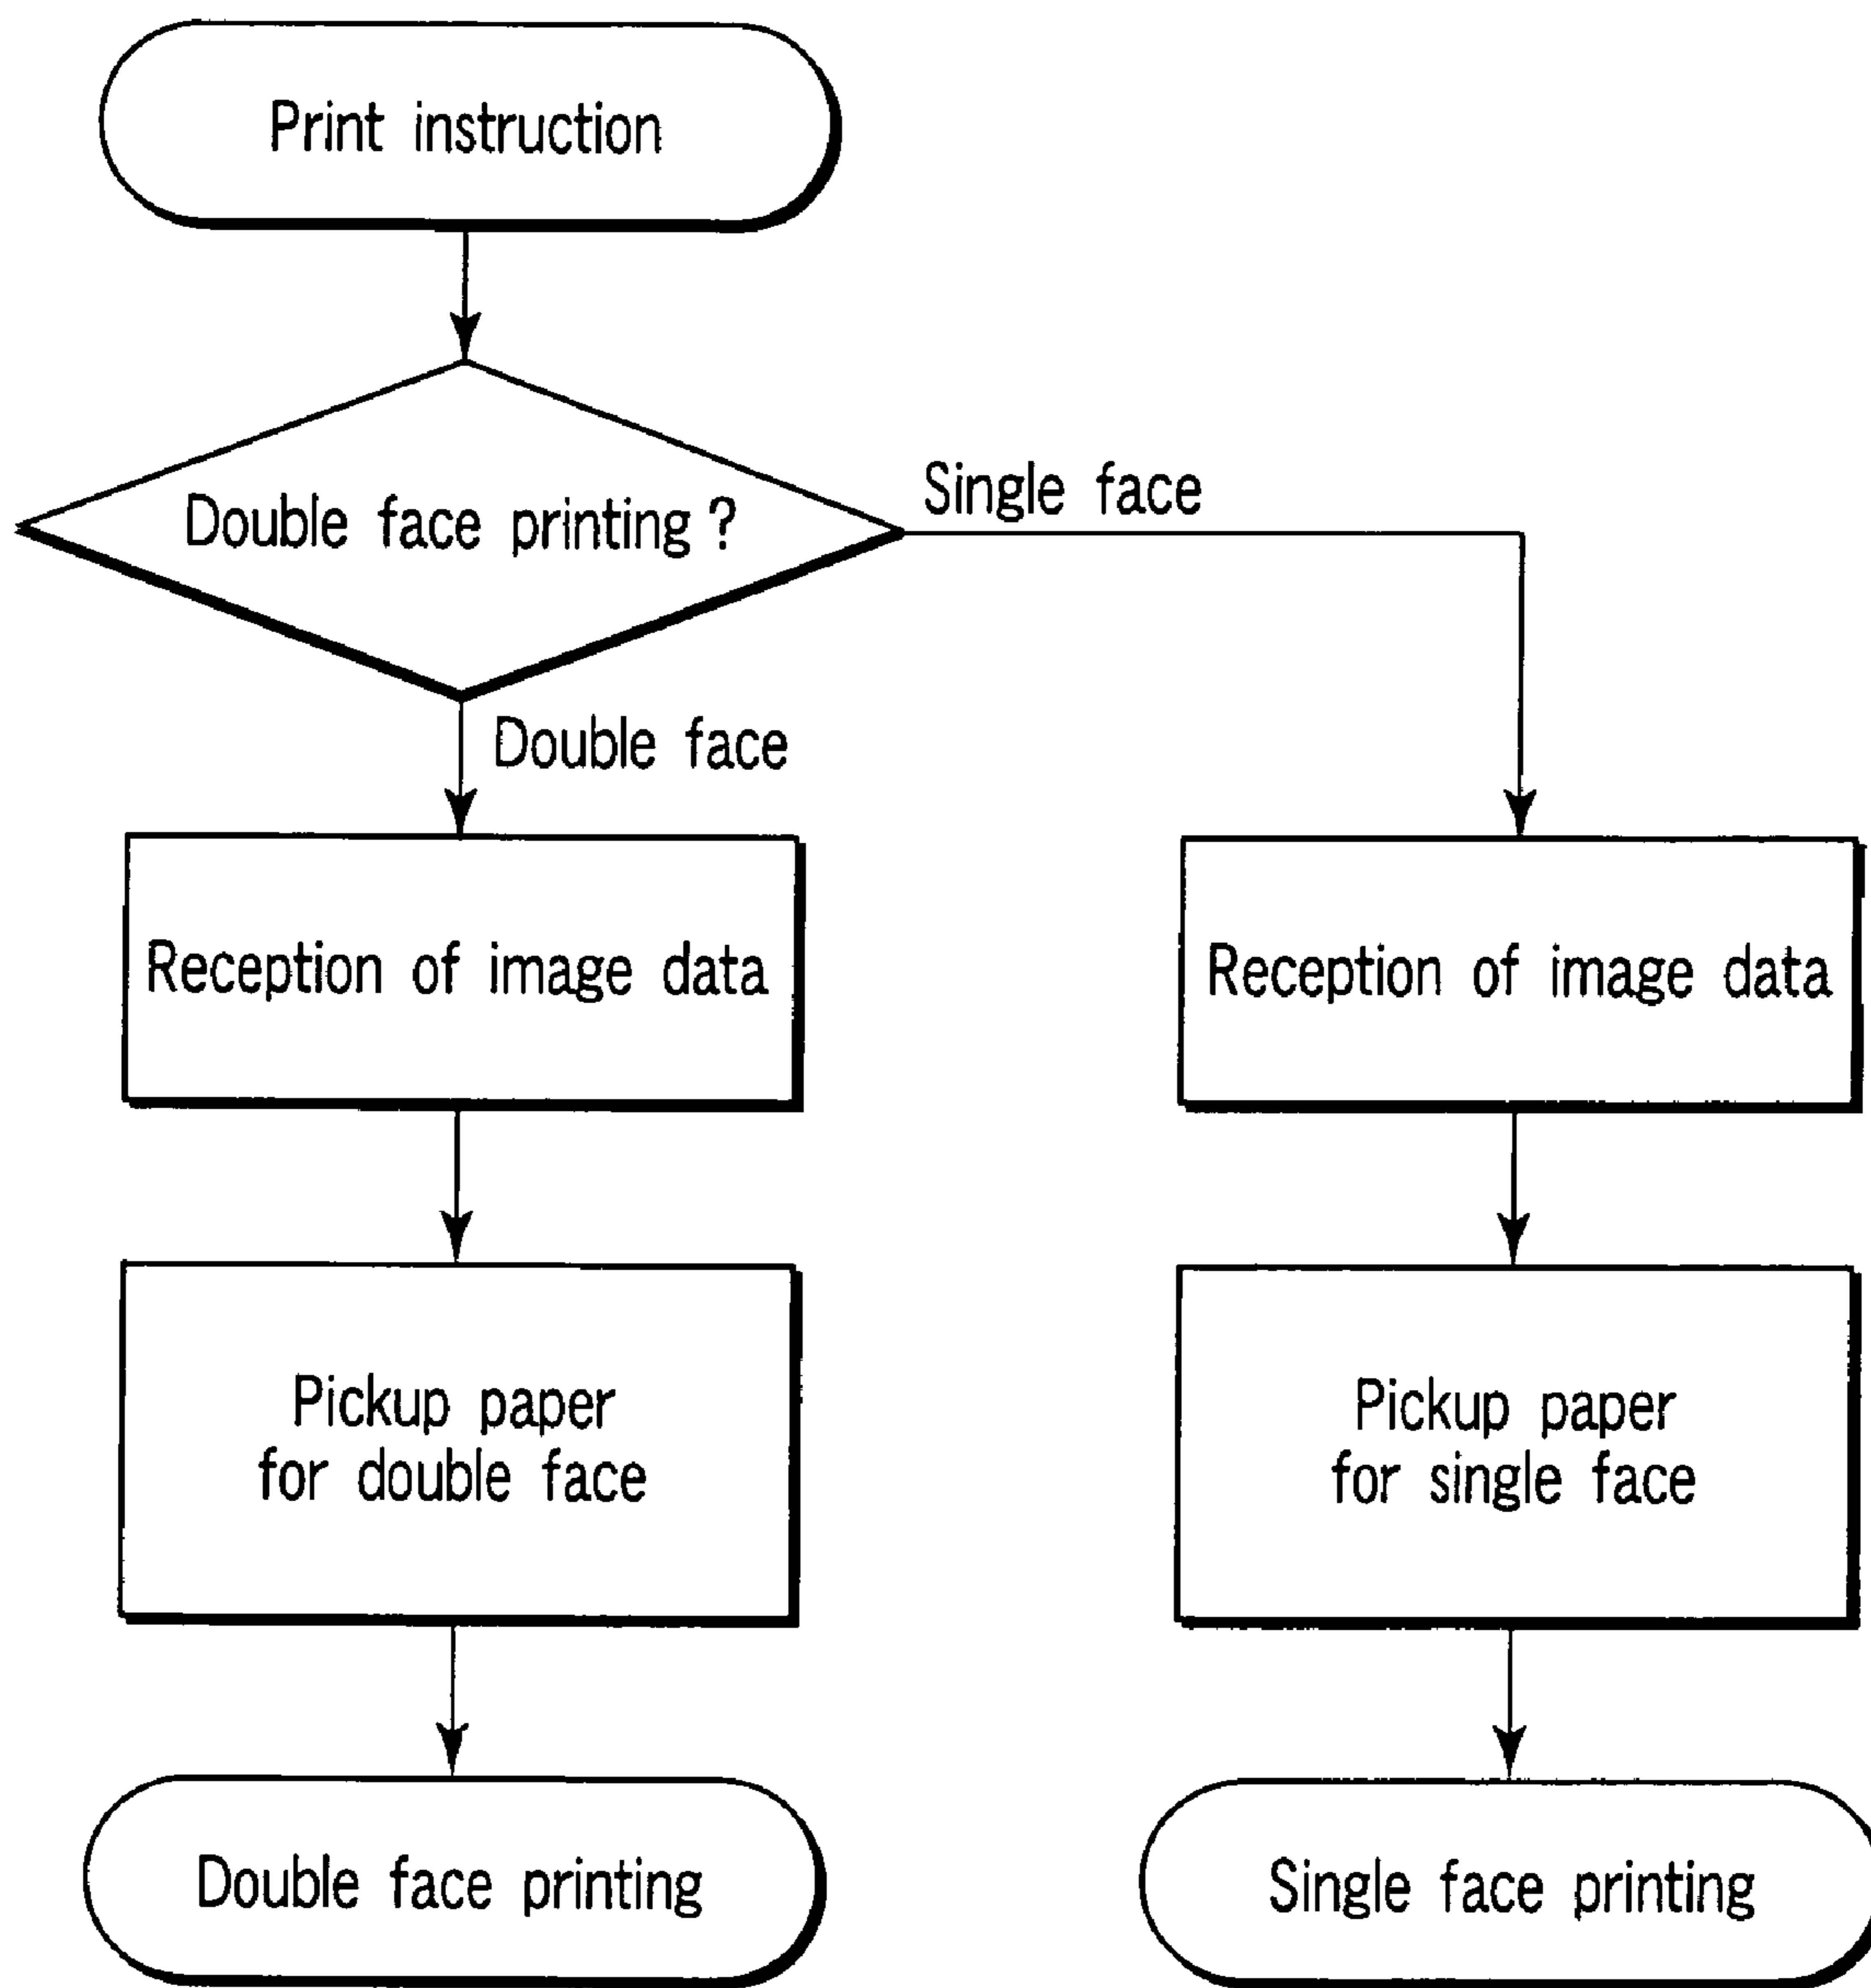 Print instruction
Double face printing ?
Single face
Double face
Reception of image data
Reception of image data
Pickup paper
for double face
Pickup paper
for single face
Double face printing
Single face printing